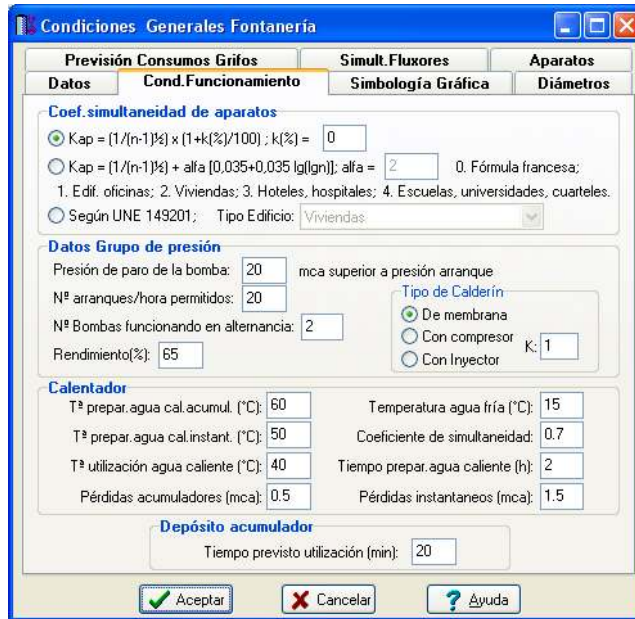 Condiciones Generales Fontanería
Previsión Consumos Grifos Simult.Fluxores Aparatos
Datos Cond.Funcionamiento Simbología Gráfica Diámetros
Coef.simultaneidad de aparatos
Kap = (1/(n-1)½) x (1+k(%)/100) ; k(%) = 0
Kap = (1/(n-1)½) + alfa [0,035+0,035 lg(lgn)]; alfa = 2 0. Fórmula francesa;
1. Edif. oficinas; 2. Viviendas; 3. Hoteles, hospitales; 4. Escuelas, universidades, cuarteles.
Según UNE 149201; Tipo Edificio: Viviendas
Datos Grupo de presión
Presión de paro de la bomba: 20 mca superior a presión arranque
Nº arranques/hora permitidos: 20
Nº Bombas funcionando en alternancia: 2
Rendimiento(%): 65
Tipo de Calderín
De membrana
Con compresor
Con Inyector
K: 1
Calentador
Tª prepar.agua cal.acumul. (°C): 60 Temperatura agua fría (°C): 15
Tª prepar.agua cal.instant. (°C): 50 Coeficiente de simultaneidad: 0.7
Tª utilización agua caliente (°C): 40 Tiempo prepar.agua caliente (h): 2
Pérdidas acumuladores (mca): 0.5 Pérdidas instantaneos (mca): 1.5
Depósito acumulador
Tiempo previsto utilización (min): 20
Aceptar Cancelar Ayuda